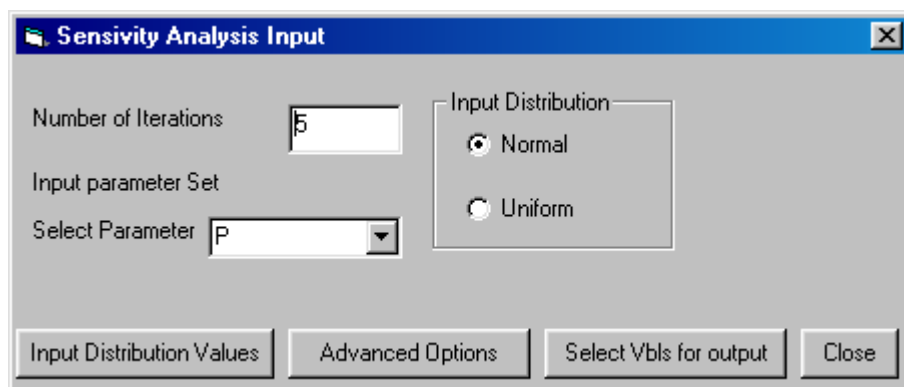 Sensivity Analysis Input
Number of Iterations
5
Input parameter Set
Select Parameter
P
Input Distribution
Normal
Uniform
Input Distribution Values
Advanced Options
Select Vbls for output
Close